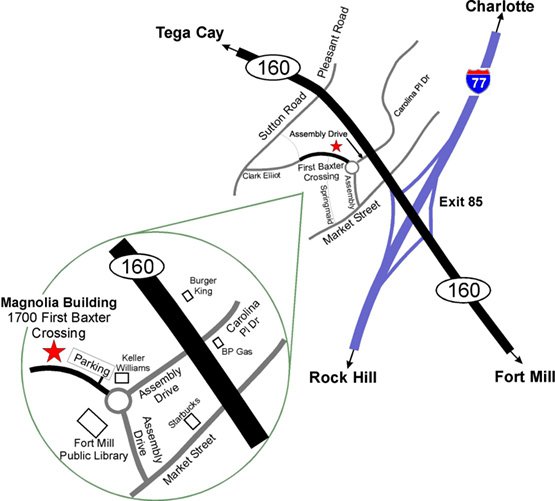 Charlotte
Tega Cay
160
Pleasant Road
77
Sutton Road
Carolina Pl Dr
Assembly Drive
First Baxter
Crossing
Clark Elliot
Springmaid
Assembly
Market Street
Exit 85
160
Rock Hill
Fort Mill
160
Burger
King
Magnolia Building
1700 First Baxter
Crossing
Carolina
Pl Dr
BP Gas
Parking
Keller
Williams
Assembly
Drive
Starbucks
Assembly
Drive
Fort Mill
Public Library
Market Street